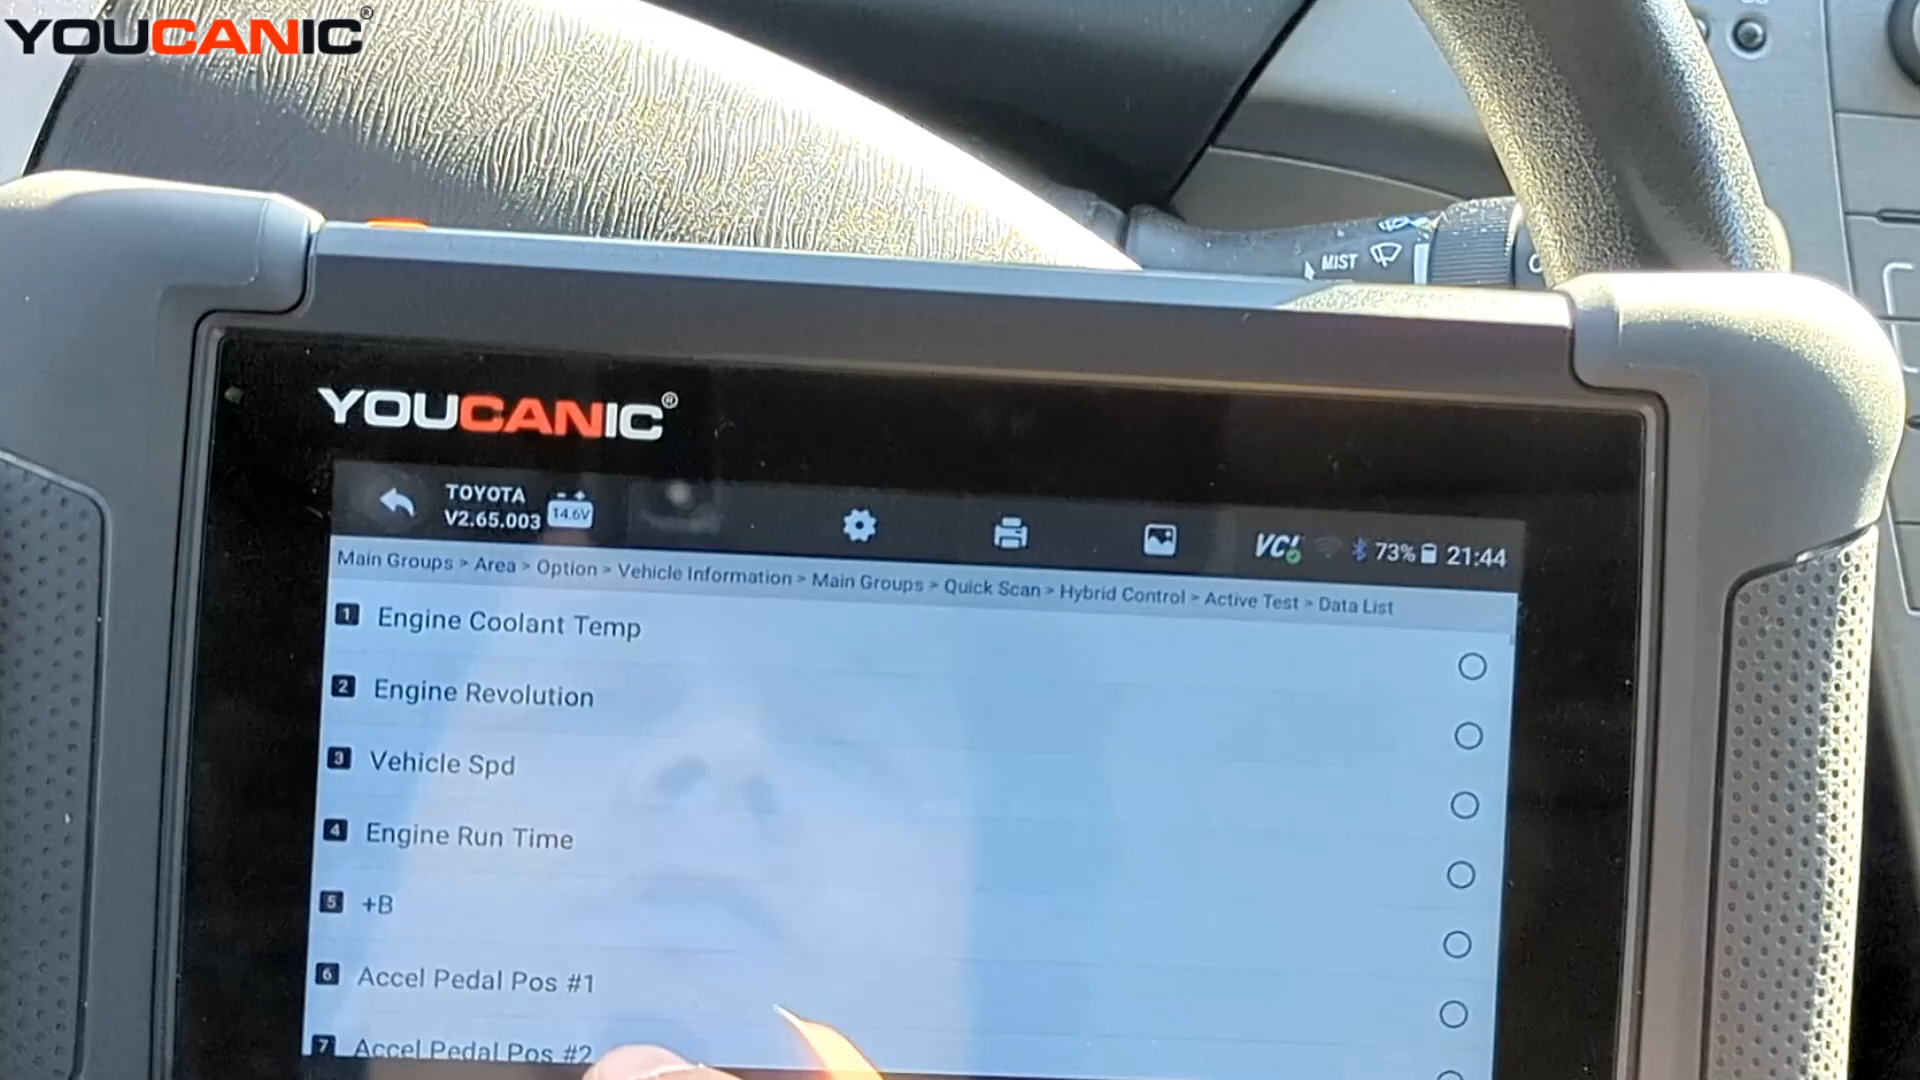 YOUCANIC®
MIST
YOUCANIC®
TOYOTA
V2.65.003
14.6V
VCI
73%
21:44
Main Groups > Area > Option > Vehicle Information > Main Groups > Quick Scan > Hybrid Control > Active Test > Data List
1 Engine Coolant Temp
2 Engine Revolution
3 Vehicle Spd
4 Engine Run Time
5 +B
6 Accel Pedal Pos #1
7 Accel Pedal Pos #2